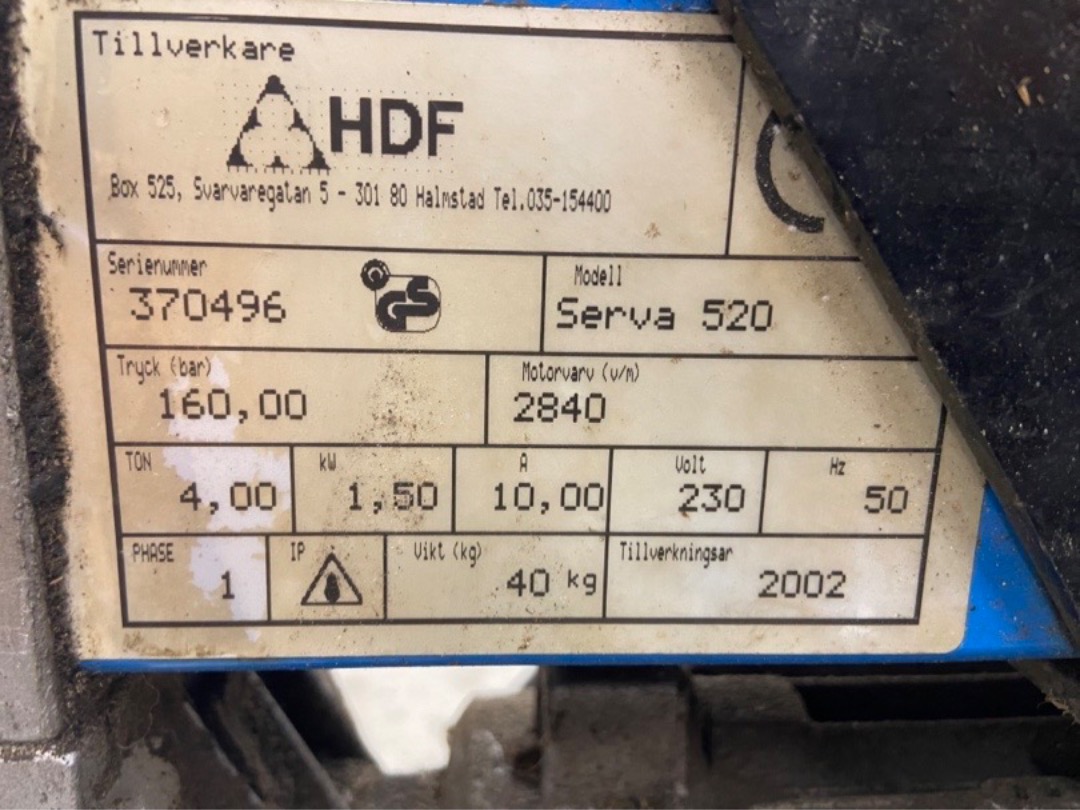 Tillverkare
HDF
Box 525, Svarvaregatan 5 - 301 80 Halmstad Tel.035-154400
Serienummer
370496
GS
Modell
Serva 520
Tryck (bar)
160,00
Motorvarv (v/m)
2840
TON
4,00
kW
1,50
A
10,00
Volt
230
Hz
50
PHASE
1
IP
Vikt (kg)
40 kg
Tillverkningsar
2002